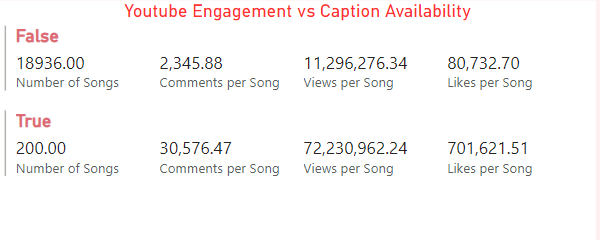 Youtube Engagement vs Caption Availability
False
18936.00 2,345.88 11,296,276.34 80,732.70
Number of Songs Comments per Song Views per Song Likes per Song
True
200.00 30,576.47 72,230,962.24 701,621.51
Number of Songs Comments per Song Views per Song Likes per Song